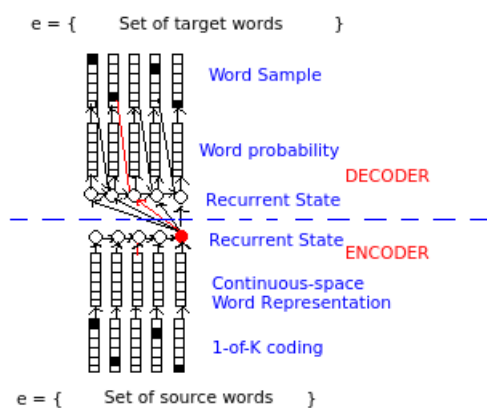 e = { Set of target words }
Word Sample
Word probability
DECODER
Recurrent State
Recurrent State
ENCODER
Continuous-space
Word Representation
1-of-K coding
e = { Set of source words }